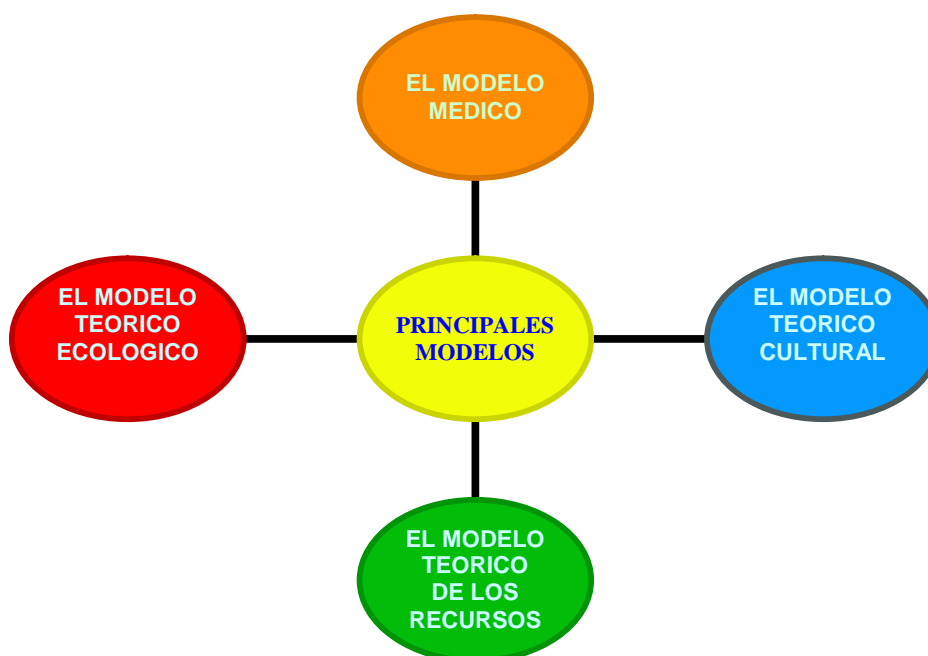 EL MODELO
MEDICO
EL MODELO
TEORICO
ECOLOGICO
PRINCIPALES
MODELOS
EL MODELO
TEORICO
CULTURAL
EL MODELO
TEORICO
DE LOS
RECURSOS